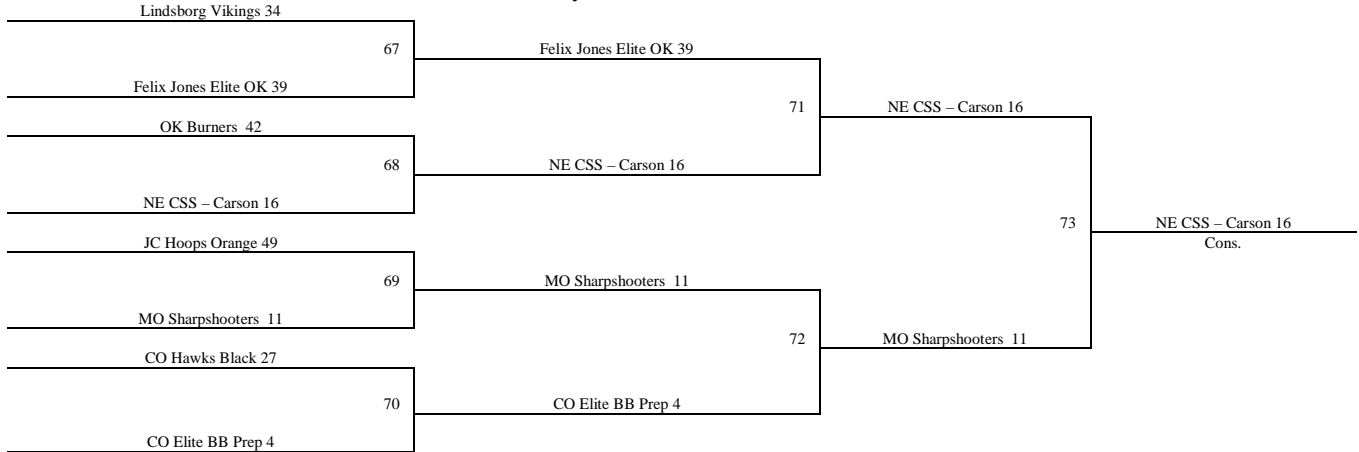 Lindsborg Vikings 34
67
Felix Jones Elite OK 39
Felix Jones Elite OK 39
71
NE CSS – Carson 16
OK Burners  42
68
NE CSS – Carson 16
NE CSS – Carson 16
73
NE CSS – Carson 16
Cons.
JC Hoops Orange 49
69
MO Sharpshooters  11
MO Sharpshooters  11
72
MO Sharpshooters  11
CO Hawks Black 27
70
CO Elite BB Prep 4
CO Elite BB Prep 4